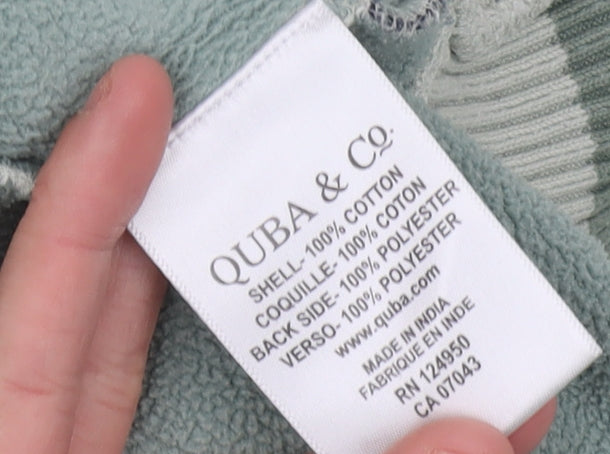 QUBA & Co.
SHELL- 100% COTTON
COQUILLE- 100% COTON
BACK SIDE- 100% POLYESTER
VERSO- 100% POLYESTER
www.quba.com
MADE IN INDIA
FABRIQUE EN INDE
RN 124950
CA 07043